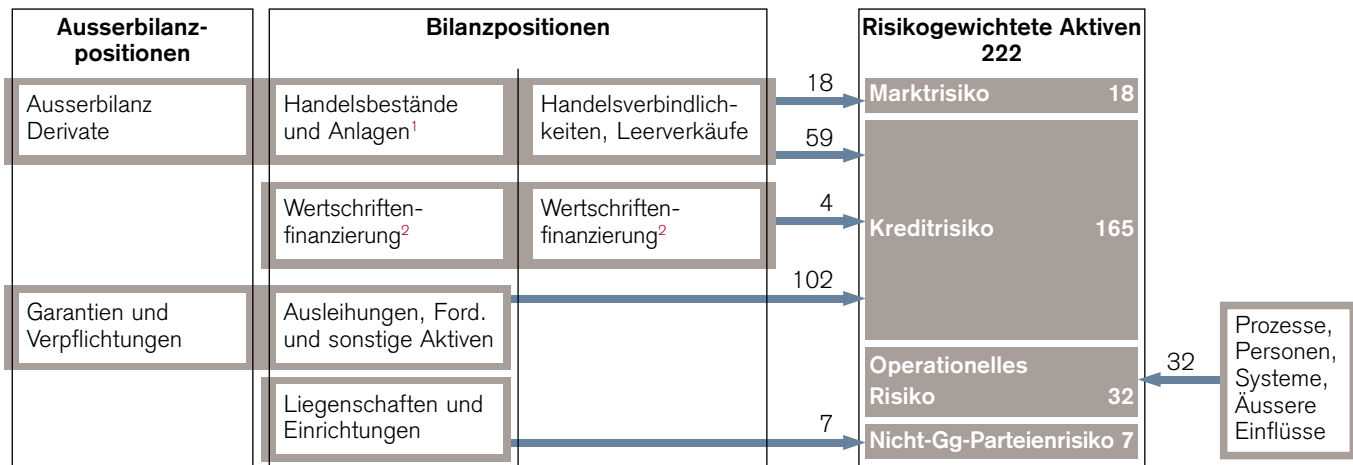 Ausserbilanz-
positionen
Bilanzpositionen
Risikogewichtete Aktiven
222
Ausserbilanz
Derivate
Handelsbestände
und Anlagen1
Handelsverbindlich-
keiten, Leerverkäufe
18
59
Marktrisiko 18
Wertschriften-
finanzierung2
Wertschriften-
finanzierung2
4
Kreditrisiko 165
Garantien und
Verpflichtungen
Ausleihungen, Ford.
und sonstige Aktiven
102
Operationelles
Risiko 32
32
Prozesse,
Personen,
Systeme,
Äussere
Einflüsse
Liegenschaften und
Einrichtungen
7
Nicht-Gg-Parteienrisiko 7